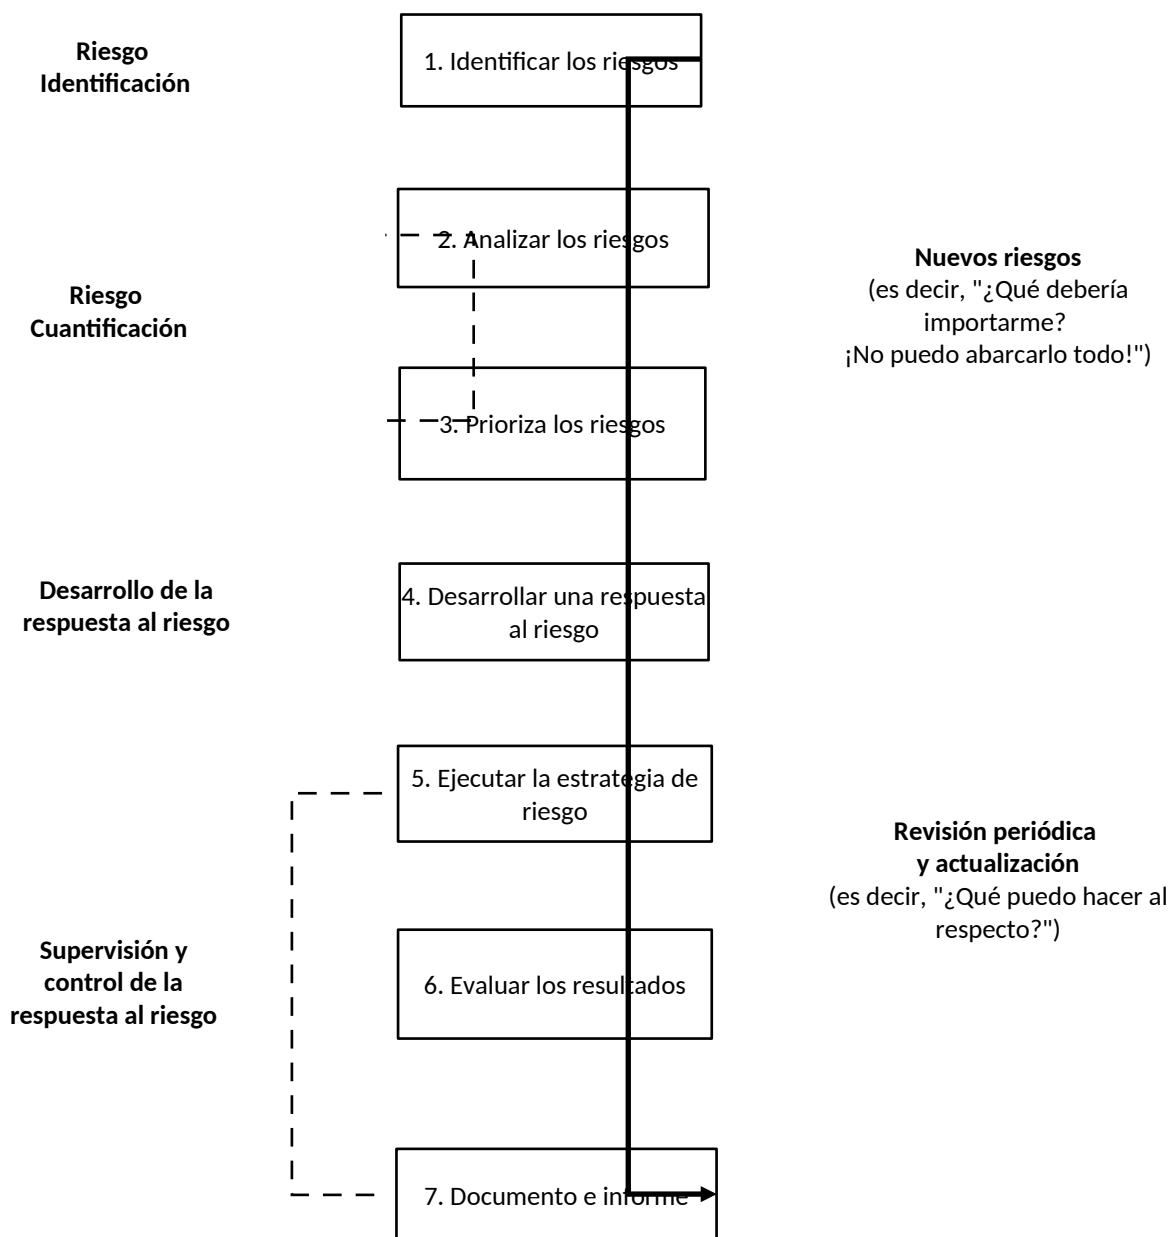 Riesgo
Identificación
1. Identificar los riesgos
2. Analizar los riesgos
Riesgo
Cuantificación
Nuevos riesgos
(es decir, "¿Qué debería
importarme?
¡No puedo abarcarlo todo!")
3. Prioriza los riesgos
Desarrollo de la
respuesta al riesgo
4. Desarrollar una respuesta
al riesgo
5. Ejecutar la estrategia de
riesgo
Revisión periódica
y actualización
(es decir, "¿Qué puedo hacer al
respecto?")
Supervisión y
control de la
respuesta al riesgo
6. Evaluar los resultados
7. Documento e informe